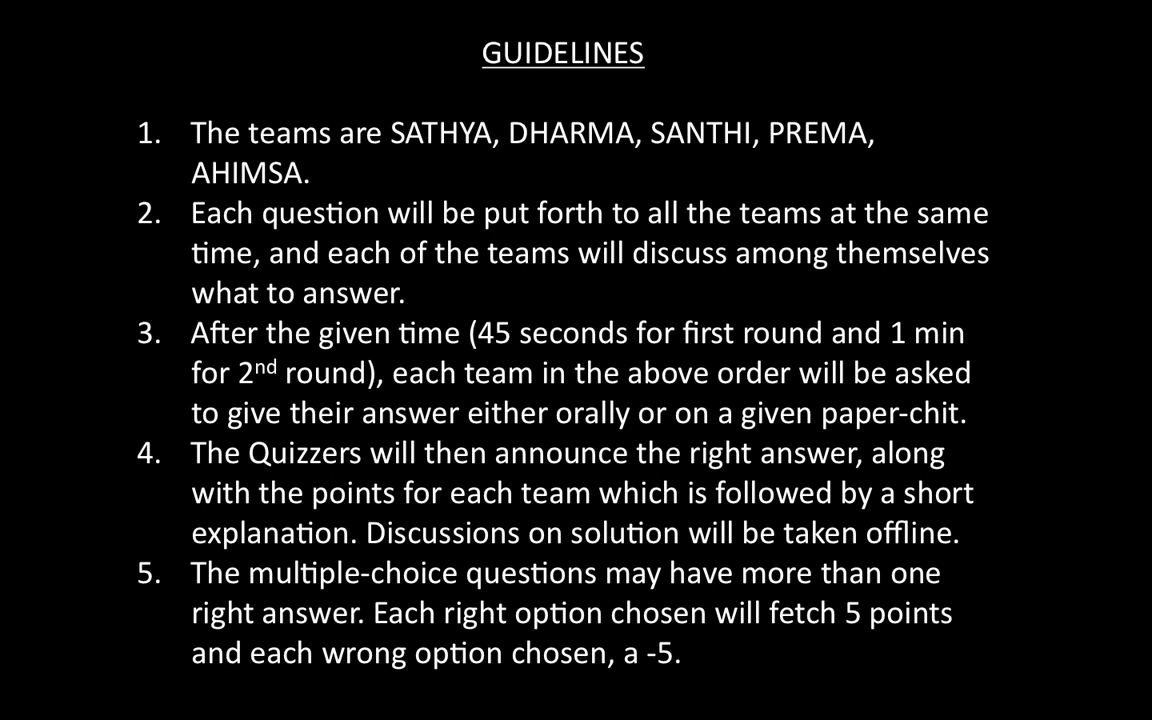 GUIDELINES
1. The teams are SATHYA, DHARMA, SANTHI, PREMA,
AHIMSA.
2. Each question will be put forth to all the teams at the same
time, and each of the teams will discuss among themselves
what to answer.
3. After the given time (45 seconds for first round and 1 min
for 2nd round), each team in the above order will be asked
to give their answer either orally or on a given paper-chit.
4. The Quizzers will then announce the right answer, along
with the points for each team which is followed by a short
explanation. Discussions on solution will be taken offline.
5. The multiple-choice questions may have more than one
right answer. Each right option chosen will fetch 5 points
and each wrong option chosen, a -5.